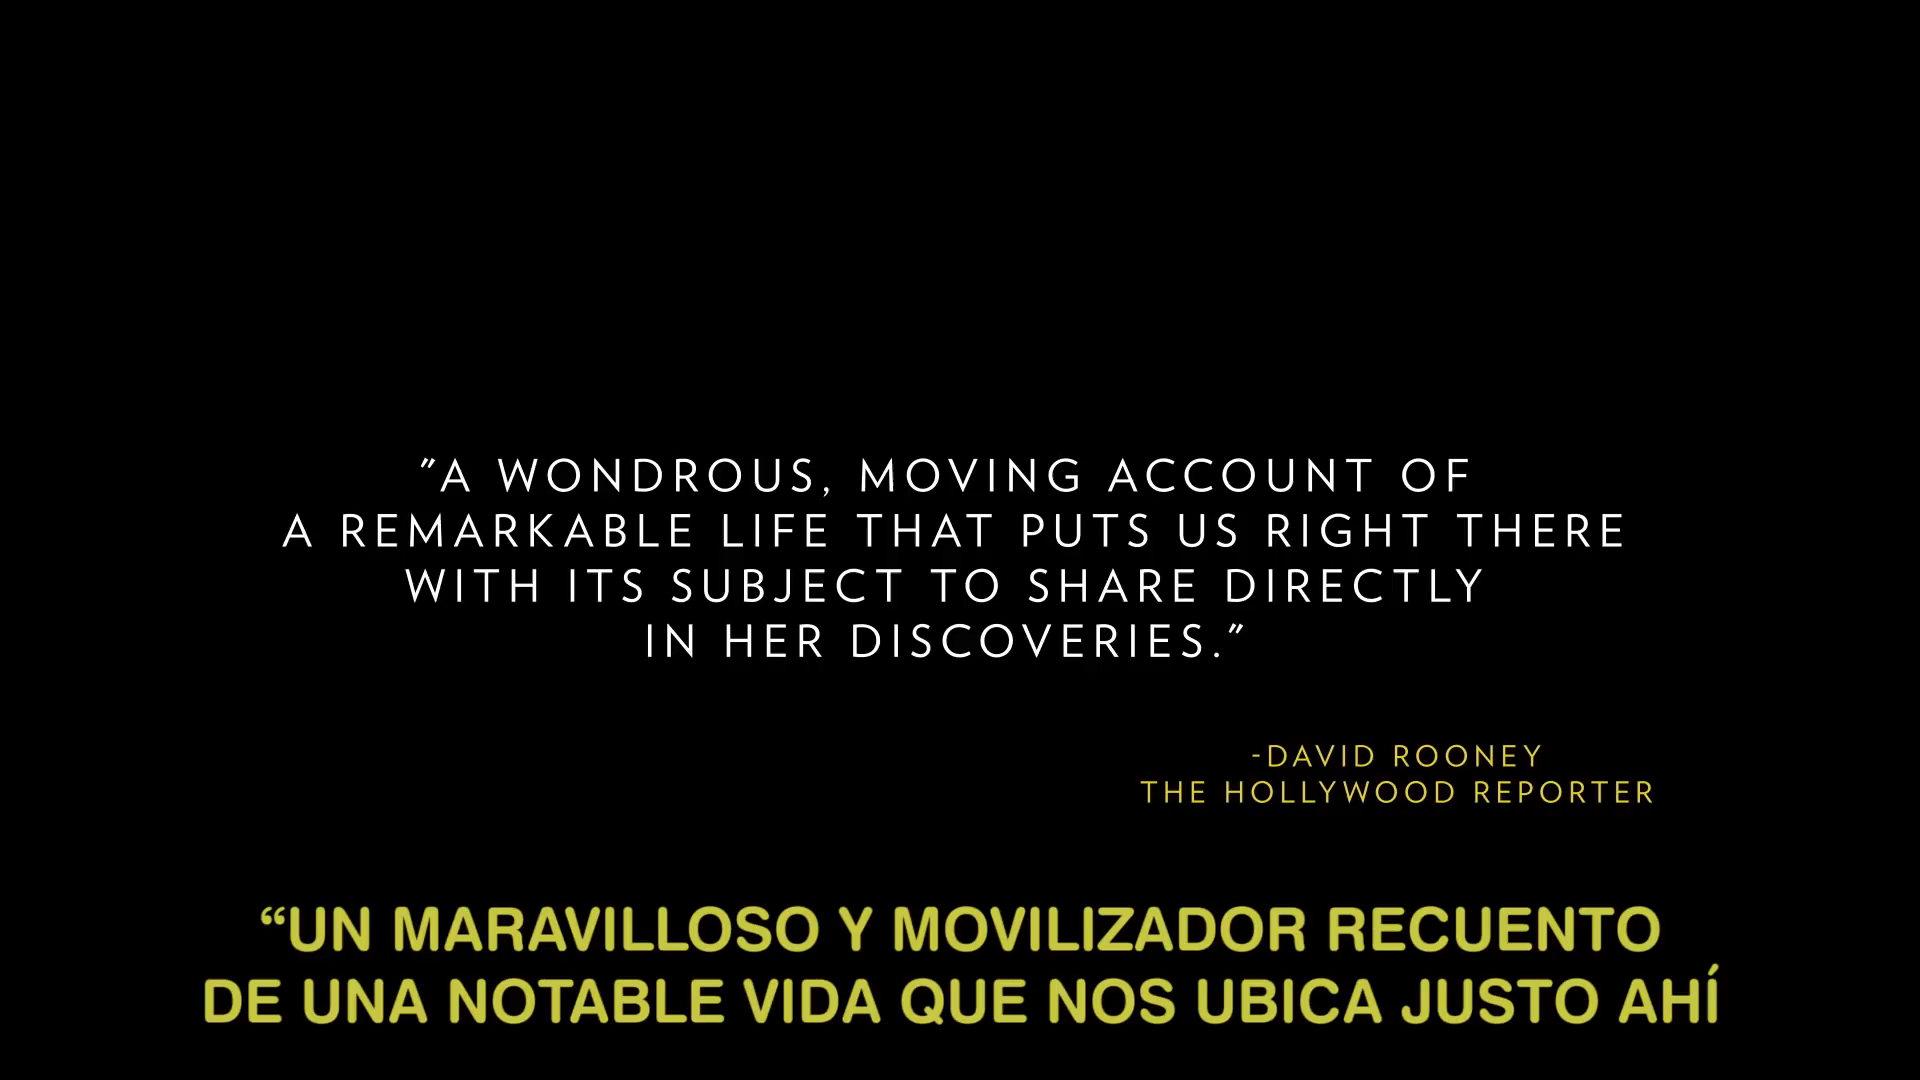 "A WONDROUS, MOVING ACCOUNT OF
A REMARKABLE LIFE THAT PUTS US RIGHT THERE
WITH ITS SUBJECT TO SHARE DIRECTLY
IN HER DISCOVERIES."
-DAVID ROONEY
THE HOLLYWOOD REPORTER
“UN MARAVILLOSO Y MOVILIZADOR RECUENTO
DE UNA NOTABLE VIDA QUE NOS UBICA JUSTO AHÍ